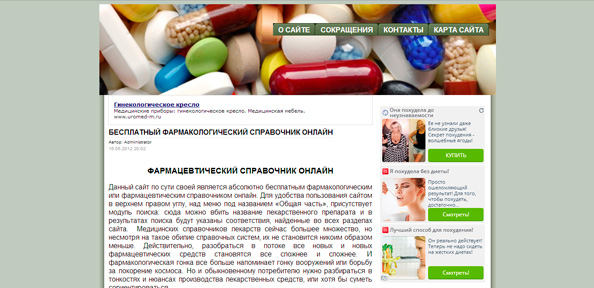 О САЙТЕ
СОКРАЩЕНИЯ
КОНТАКТЫ
КАРТА САЙТА
Гинекологическое кресло
Медицинские приборы: гинекологическое кресло. Медицинская мебель.
www.uromed-m.ru
БЕСПЛАТНЫЙ ФАРМАКОЛОГИЧЕСКИЙ СПРАВОЧНИК ОНЛАЙН
Автор: Administrator
ФАРМАЦЕВТИЧЕСКИЙ СПРАВОЧНИК ОНЛАЙН
Данный сайт по сути своей является абсолютно бесплатным фармакологическим
или фармацевтическим справочником онлайн. Для удобства пользования сайтом
в верхнем правом углу, над меню под названием «Общая часть», присутствует
модуль поиска: сюда можно вбить название лекарственного препарата и в
результатах поиска будут указаны соответствия, найденные во всех разделах
сайта. Медицинских справочников лекарств сейчас большее множество, но
несмотря на такое обилие справочных систем, их не становится никоим образом
меньше. Действительно, разобраться в потоке все новых и новых
фармацевтических средств становятся все сложнее и сложнее. И
фармакологическая гонка все больше напоминает гонку вооружений или борьбу
за покорение космоса. Но и обыкновенному потребителю нужно разбираться в
тонкостях и нюансах производства лекарственных средств, или хотя бы суметь
сориентироваться
Она похудела до
неузнаваемости
Ее не узнали даже
близкие друзья!
Секрет похудения -
волшебные ягоды!
КУПИТЬ
Я похудела без диеты!
Просто
ошеломляющий
результат! Для того,
чтобы похудеть,
достаточно...
Смотреть!
Лучший способ для похудения!
Он реально действует!
Теперь не надо сидеть
на жестких диетах!
Смотреть!